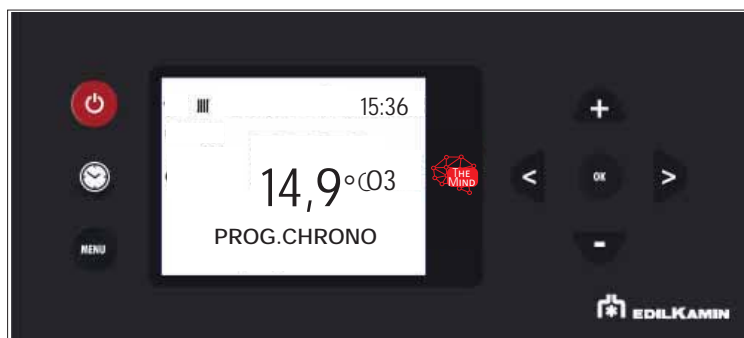 15:36
14,9°C03
PROG.CHRONO
THE
MIND
MENU
OK
+
<
>
-
EDILKAMIN